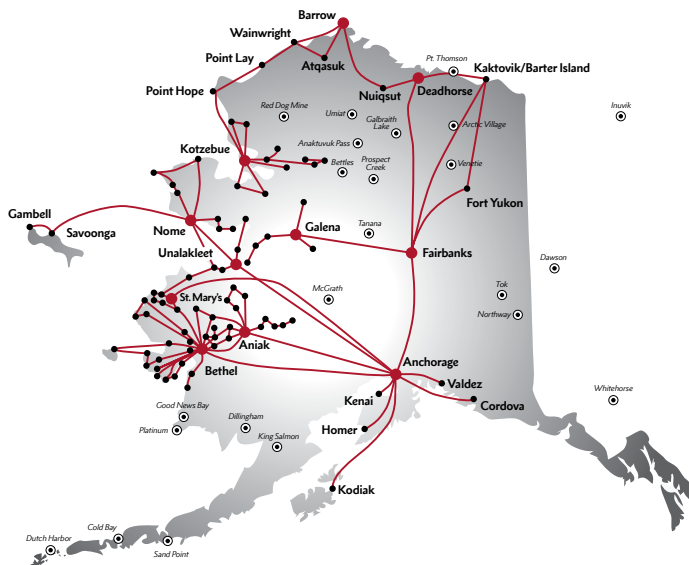 Barrow
Wainwright
Point Lay
Atqasuk
Pt. Thomson
Kaktovik/Barter Island
Point Hope
Nuiqsut
Deadhorse
Red Dog Mine
Umiat
Galbraith
Lake
Arctic Village
Inuvik
Kotzebue
Anaktuvuk Pass
Bettles
Prospect
Creek
Venetie
Fort Yukon
Gambell
Savoonga
Nome
Galena
Tanana
Unalakleet
Fairbanks
Dawson
St. Mary's
McGrath
Tok
Northway
Aniak
Bethel
Anchorage
Valdez
Kenai
Cordova
Whitehorse
Good News Bay
Platinum
Dillingham
Homer
King Salmon
Kodiak
Cold Bay
Dutch Harbor
Sand Point